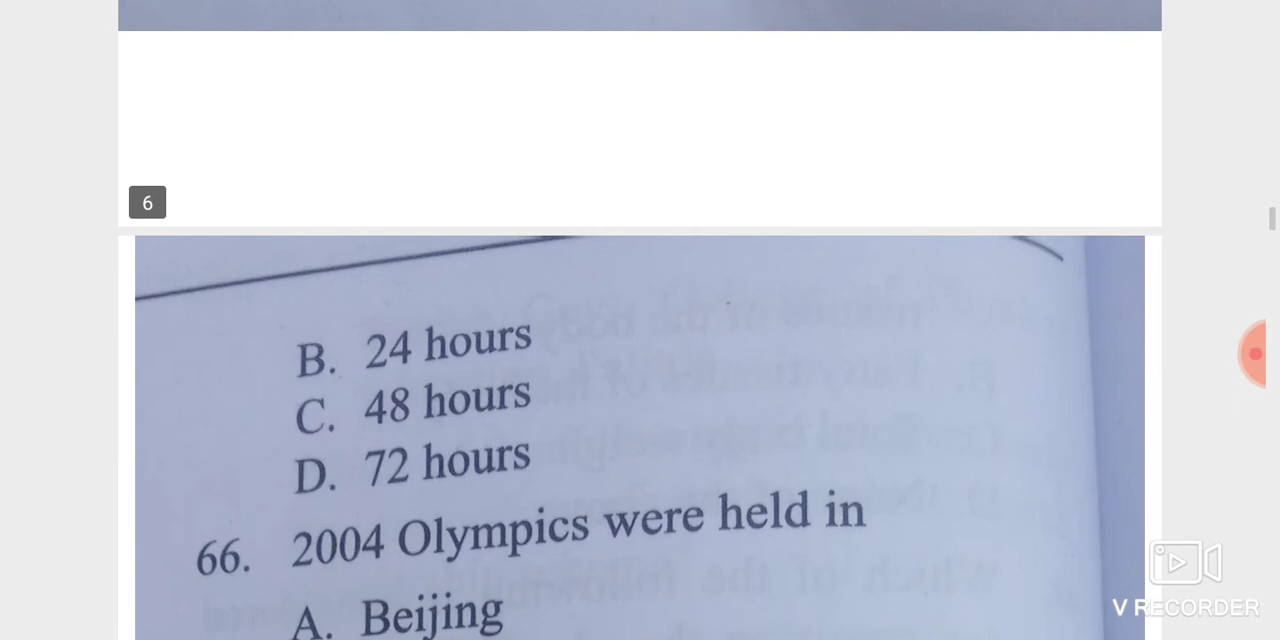 6
B. 24 hours
C. 48 hours
D. 72 hours
66. 2004 Olympics were held in
A. Beijing
V RECORDER